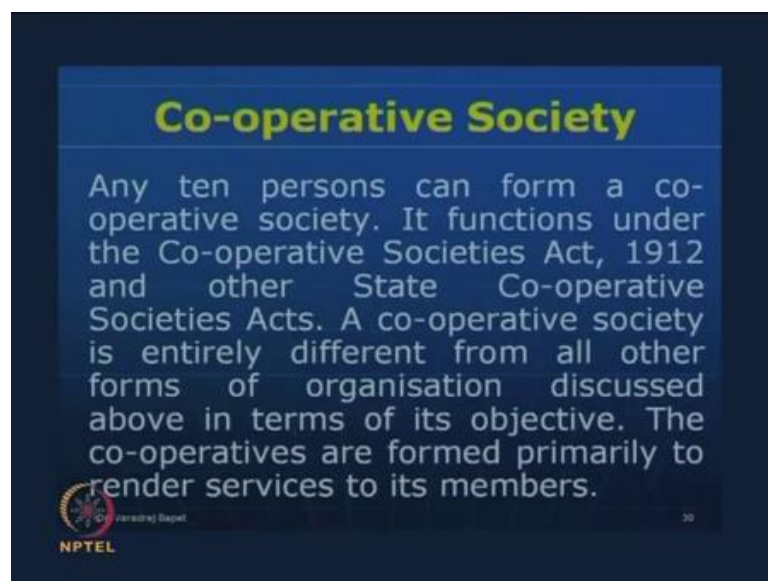 Co-operative Society
Any ten persons can form a co-
operative society. It functions under
the Co-operative Societies Act, 1912
and other State Co-operative
Societies Acts. A co-operative society
is entirely different from all other
forms of organisation discussed
above in terms of its objective. The
co-operatives are formed primarily to
render services to its members.
Varadraj Bapat
30
NPTEL